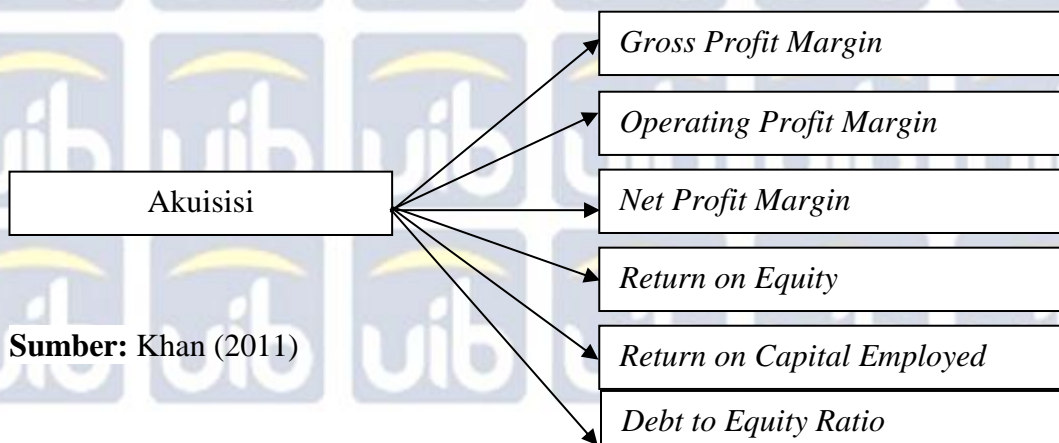 Gross Profit Margin
Operating Profit Margin
Akuisisi
Net Profit Margin
Return on Equity
Sumber: Khan (2011)
Return on Capital Employed
Debt to Equity Ratio
uib